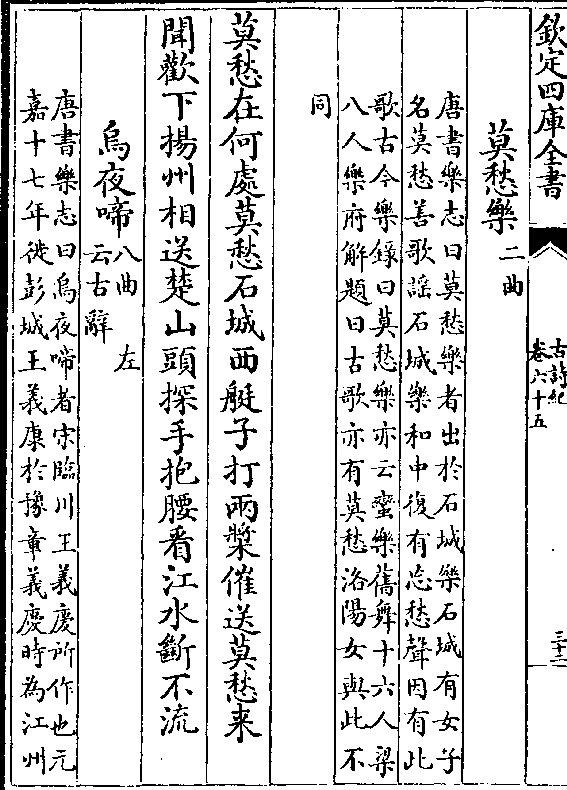 欽定四庫全書
古詩紀
卷六十五
三十二
莫愁樂二曲
唐書樂志曰莫愁樂者出於石城樂石城有女子
名莫愁善歌謠石城樂和中復有忘愁聲因有此
歌古今樂錄曰莫愁樂亦云蠻樂舊舞十六人梁
八人樂府解題曰古歌亦有莫愁洛陽女與此不
同
莫愁在何處莫愁石城西艇子打兩槳催送莫愁来
聞歡下揚州相送楚山頭探手抱腰看江水斷不流
烏夜啼八曲左
云古辭
唐書樂志曰烏夜啼者宋臨川王義慶所作也元
嘉十七年徙彭城王義康於豫章義慶時為江州